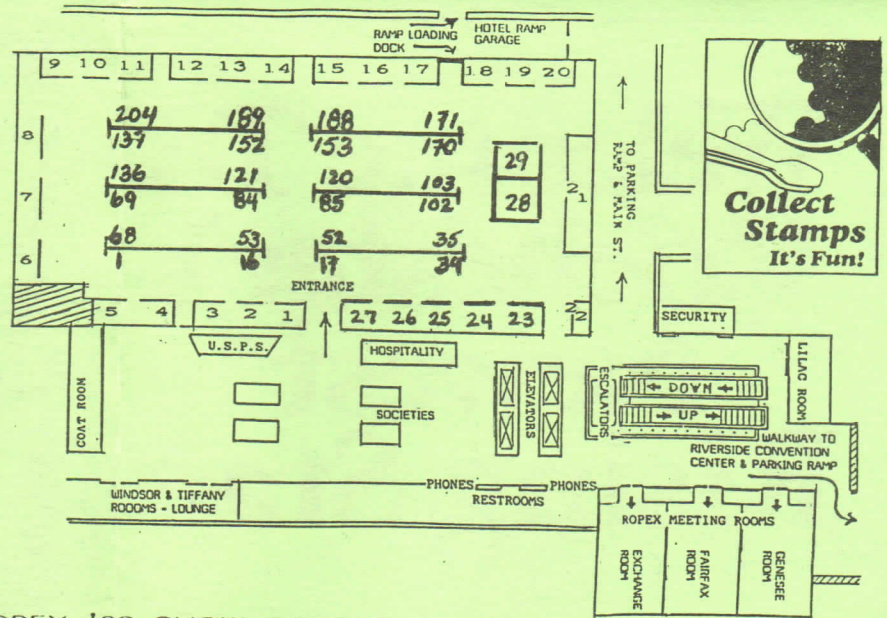 RAMP LOADING DOCK
HOTEL RAMP GARAGE
9 10 11 12 13 14 15 16 17 18 19 20
204 189 188 171
8 137 152 153 170
29
136 121 120 103
7 69 84 85 102
28
21
68 53 52 35
6 1 16 17 34
TO PARKING RAMP & MAIN ST.
Collect
Stamps
It's Fun!
ENTRANCE
5 4 3 2 1 27 26 25 24 23 22
SECURITY
U.S.P.S.
HOSPITALITY
COAT ROOM
SOCIETIES
ELEVATORS
ESCALATORS
DOWN
UP
LILAC ROOM
WALKWAY TO
RIVERSIDE CONVENTION
CENTER & PARKING RAMP
WINDSOR & TIFFANY
ROOOMS - LOUNGE
PHONES
RESTROOMS
PHONES
ROPEX MEETING ROOMS
EXCHANGE ROOM
FAIRFAX ROOM
GENESEE ROOM